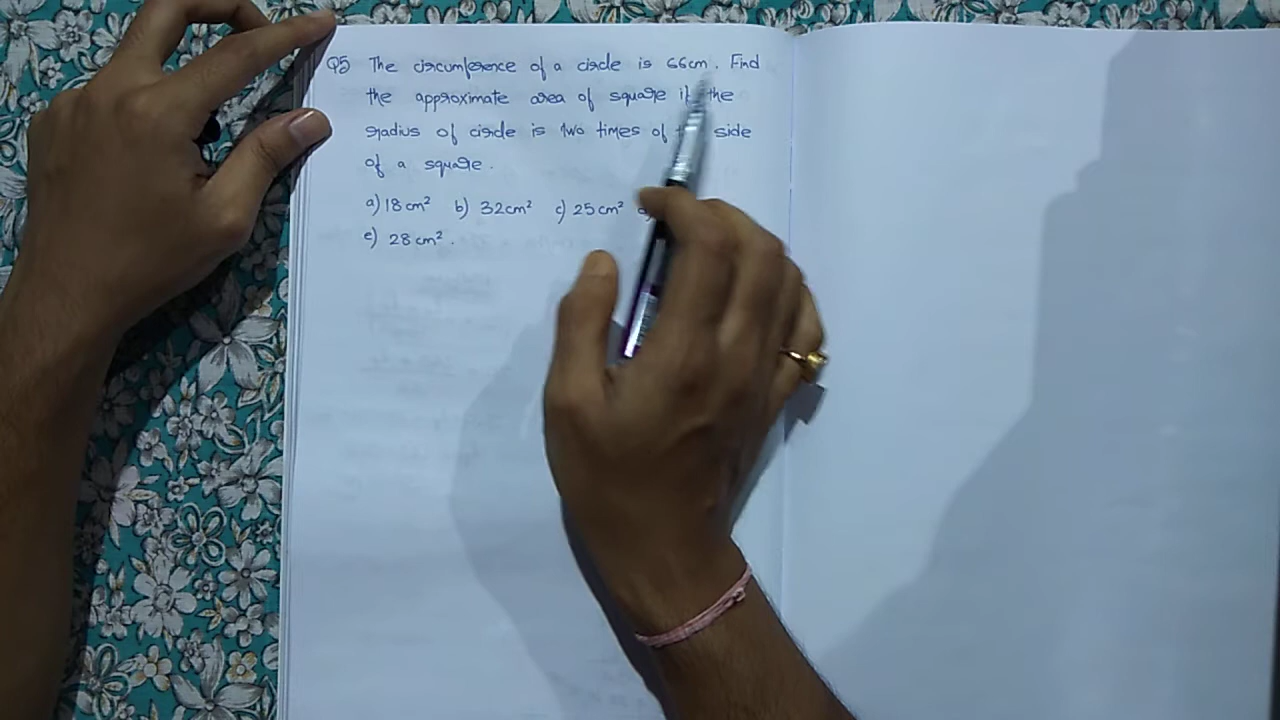 Q5 The circumference of a circle is 66cm. Find
the approximate area of square if the
radius of circle is two times of side
of a square.
a) 18 cm² b) 32cm² c) 25 cm²
e) 28 cm².